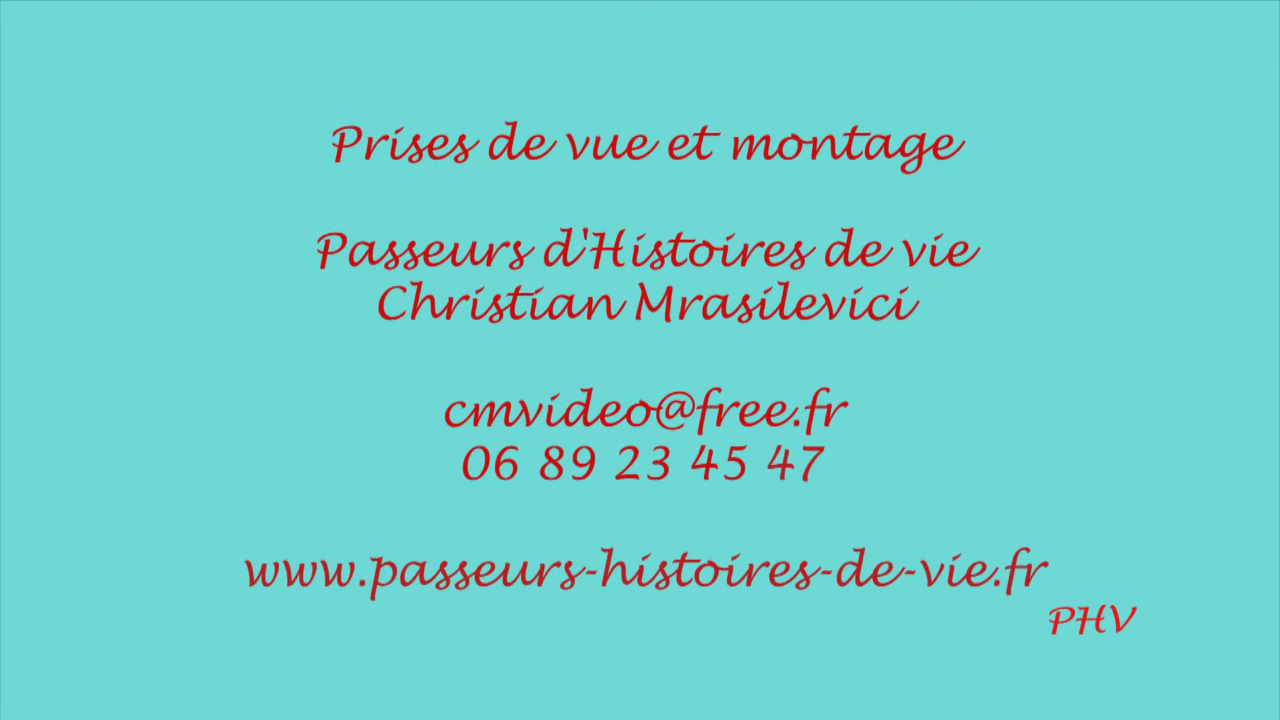 Prises de vue et montage
Passeurs d'Histoires de vie
Christian Mrasilevici
cmvideo@free.fr
06 89 23 45 47
www.passeurs-histoires-de-vie.fr
PHV